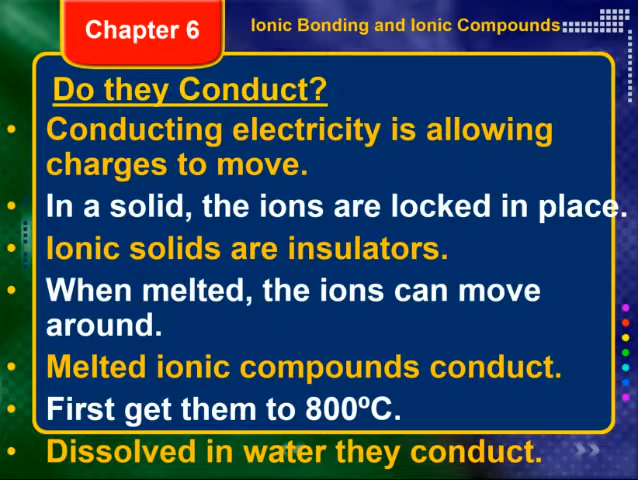 Chapter 6
Ionic Bonding and Ionic Compounds
Do they Conduct?
• Conducting electricity is allowing
charges to move.
• In a solid, the ions are locked in place.
• Ionic solids are insulators.
• When melted, the ions can move
around.
• Melted ionic compounds conduct.
• First get them to 800ºC.
• Dissolved in water they conduct.